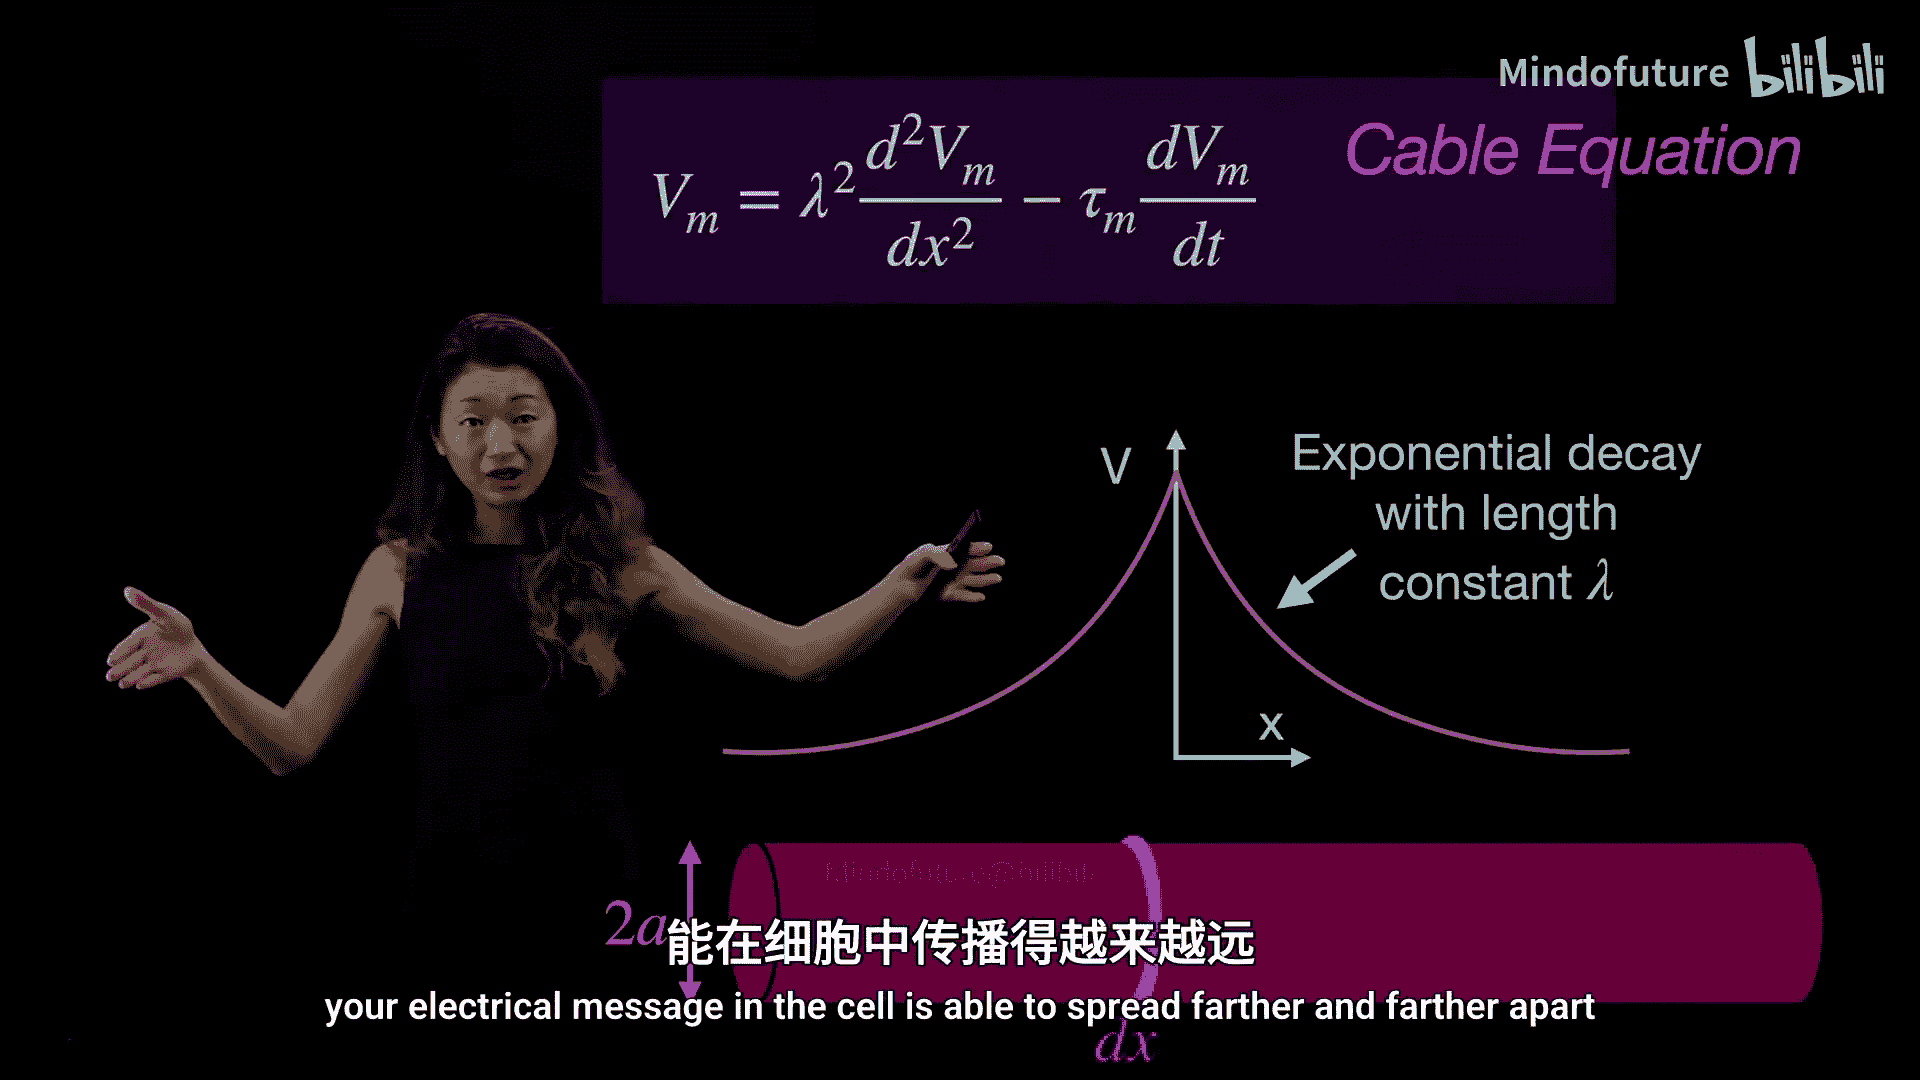 Mindofuture bilibili
Cable Equation
V_m = λ² d²V_m/dx² − τ_m dV_m/dt
V
Exponential decay
with length
constant λ
x
Mindofuture@bilibili
2a
能在细胞中传播得越来越远
your electrical message in the cell is able to spread farther and farther apart
dx